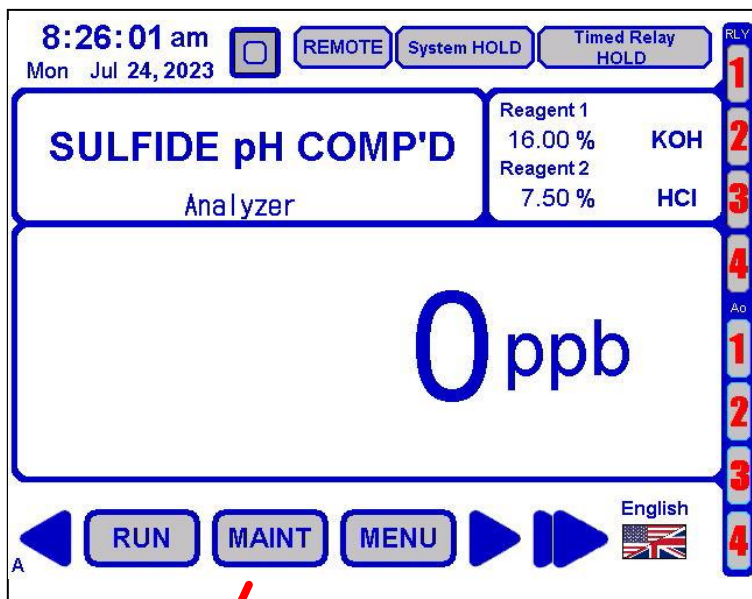 8:26:01 am
Mon Jul 24, 2023
REMOTE
System HOLD
Timed Relay
HOLD
RLY
1
2
3
4
SULFIDE pH COMP'D
Analyzer
Reagent 1
16.00 % KOH
Reagent 2
7.50 % HCl
0 ppb
Ao
1
2
3
4
RUN
MAINT
MENU
English
A